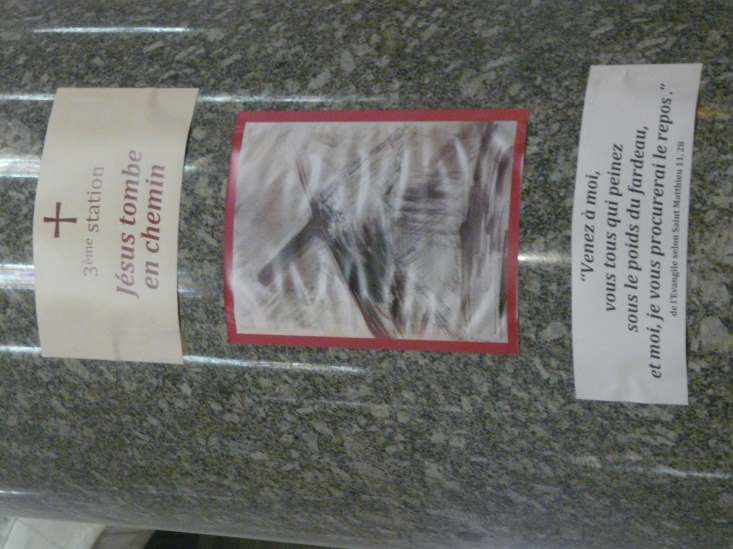 3ème station
Jésus tombe
en chemin
"Venez à moi,
vous tous qui peinez
sous le poids du fardeau,
et moi, je vous procurerai le repos."
de l'Evangile selon Saint Matthieu 11, 28